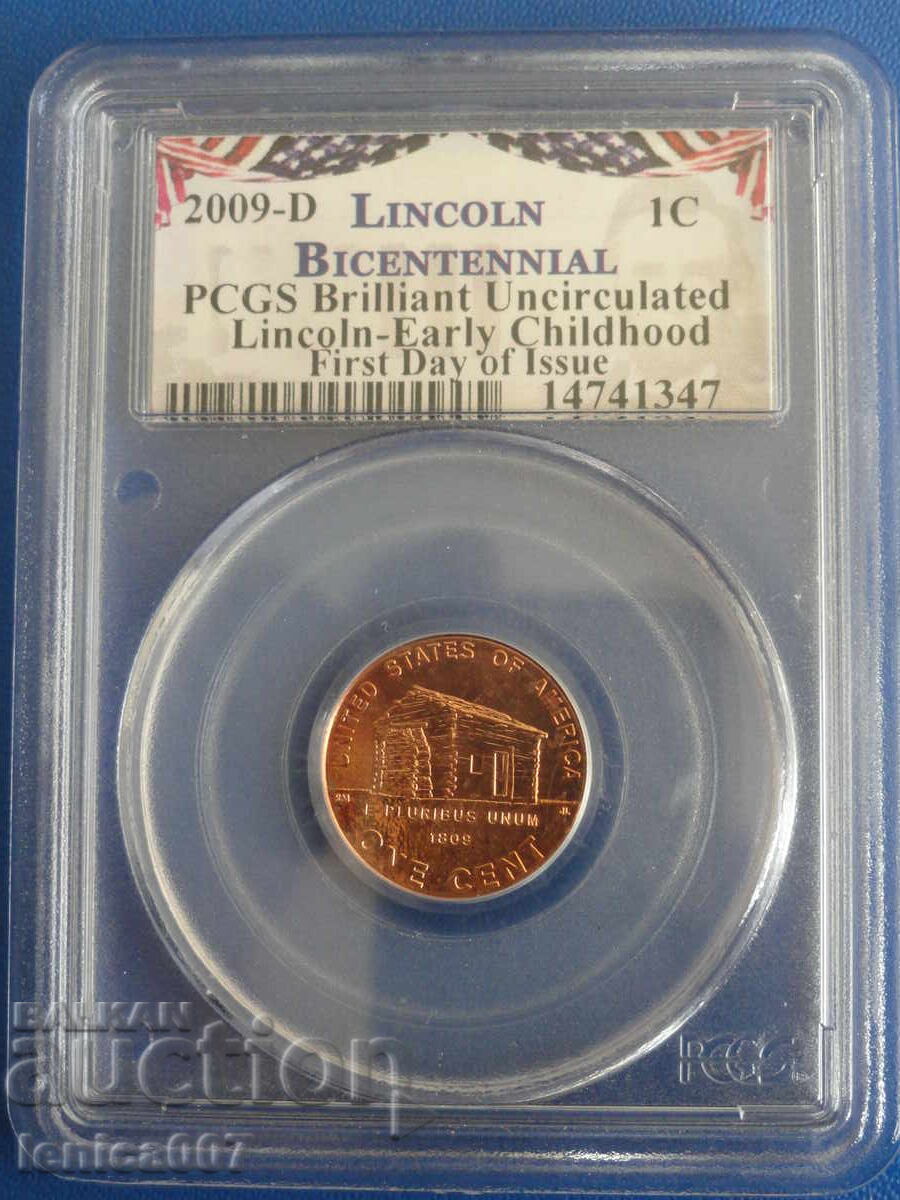 2009-D LINCOLN 1C
BICENTENNIAL
PCGS Brilliant Uncirculated
Lincoln-Early Childhood
First Day of Issue
14741347
UNITED STATES OF AMERICA
E PLURIBUS UNUM
1809
ONE CENT
PCGS
BALKAN
auction
lenica007